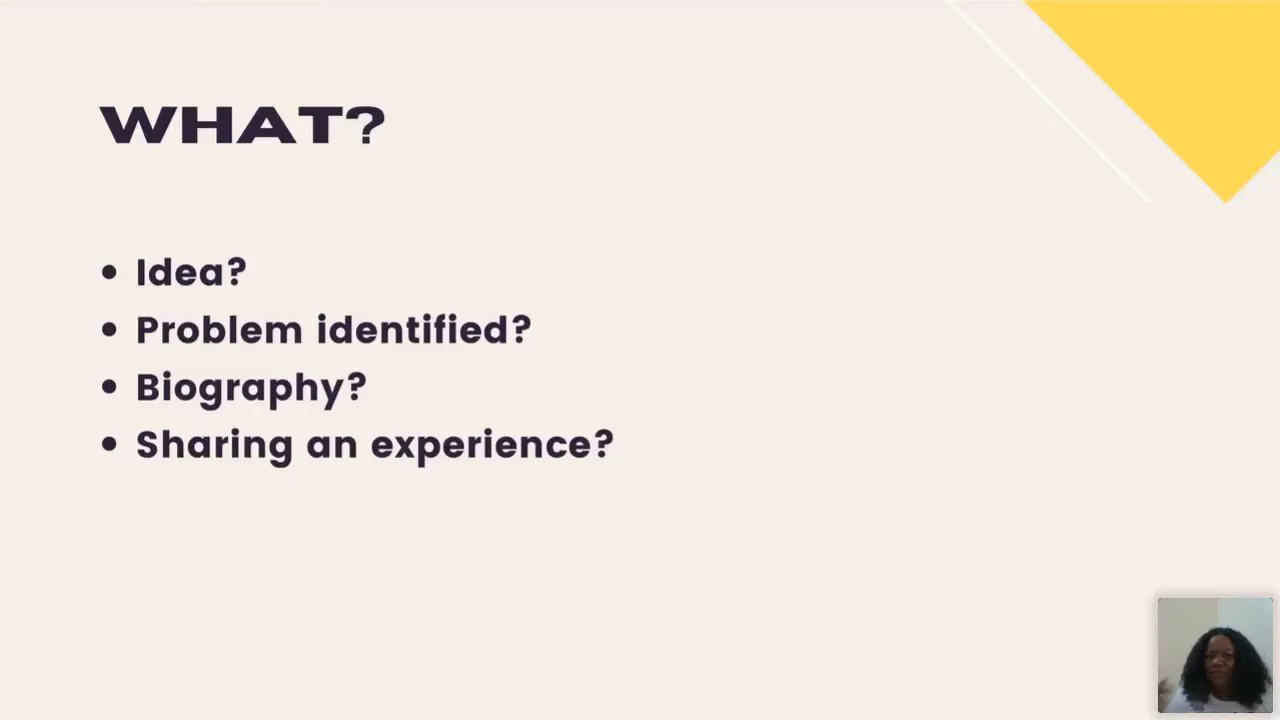 WHAT?
• Idea?
• Problem identified?
• Biography?
• Sharing an experience?